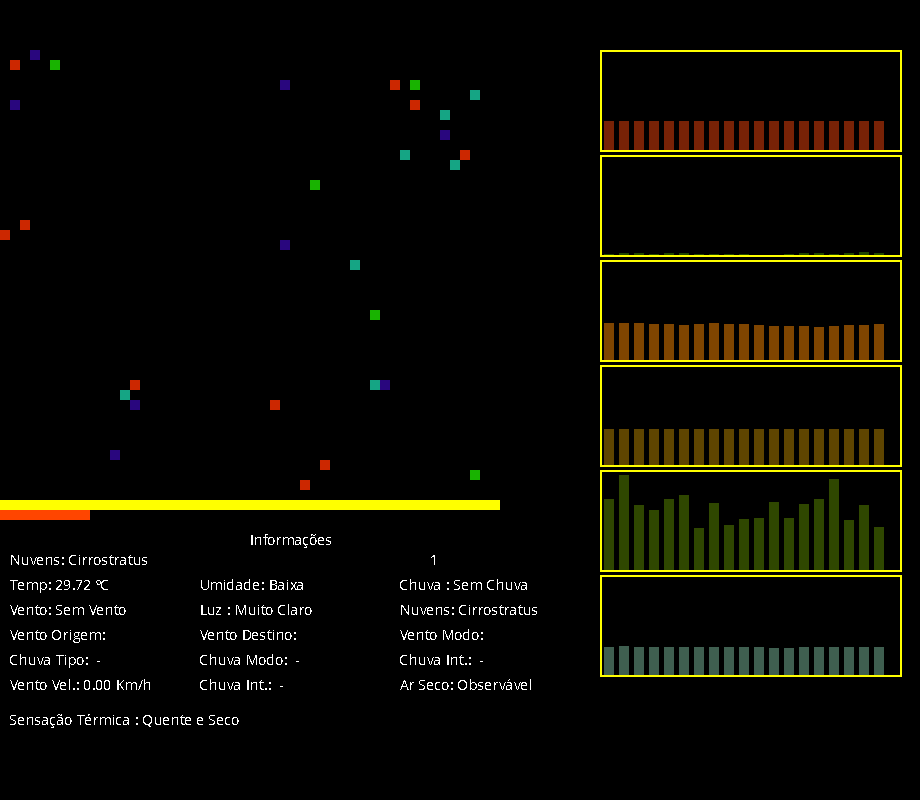 Informações
Nuvens: Cirrostratus 1
Temp: 29.72 ºC Umidade: Baixa Chuva : Sem Chuva
Vento: Sem Vento Luz : Muito Claro Nuvens: Cirrostratus
Vento Origem: Vento Destino: Vento Modo:
Chuva Tipo: - Chuva Modo: - Chuva Int.: -
Vento Vel.: 0.00 Km/h Chuva Int.: - Ar Seco: Observável
Sensação Térmica : Quente e Seco